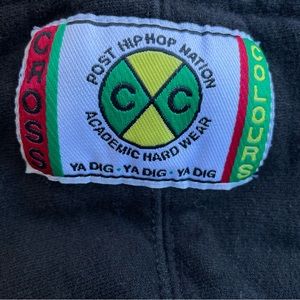 CROSS
POST HIP HOP NATION
C C
ACADEMIC HARD WEAR
YA DIG • YA DIG • YA DIG
COLOURS